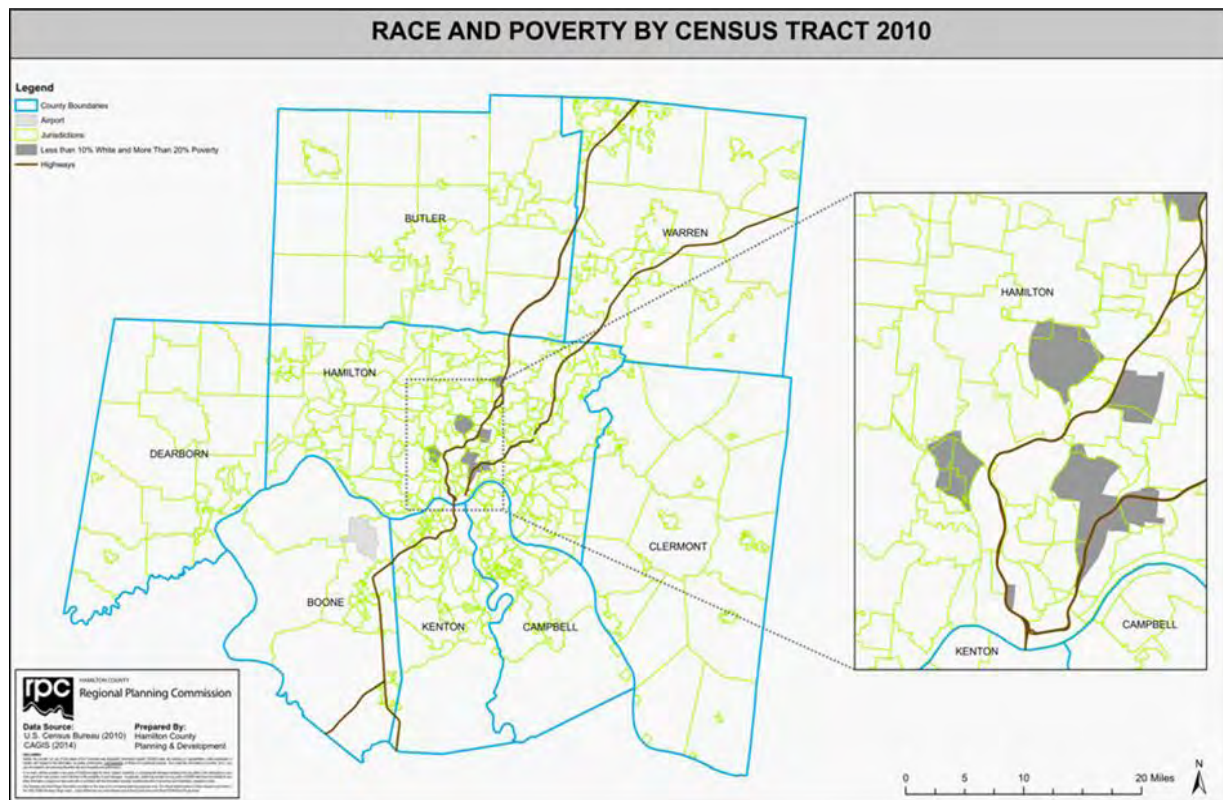 RACE AND POVERTY BY CENSUS TRACT 2010
Legend
County Boundaries
Airport
Jurisdictions
Less than 10% White and More Than 20% Poverty
Highways
BUTLER
WARREN
HAMILTON
DEARBORN
CLERMONT
BOONE
KENTON
CAMPBELL
HAMILTON
CAMPBELL
KENTON
rpc
HAMILTON COUNTY
Regional Planning Commission
Data Source:
U.S. Census Bureau (2010)
CAGIS (2014)
Prepared By:
Hamilton County
Planning & Development
0 5 10 20 Miles
N